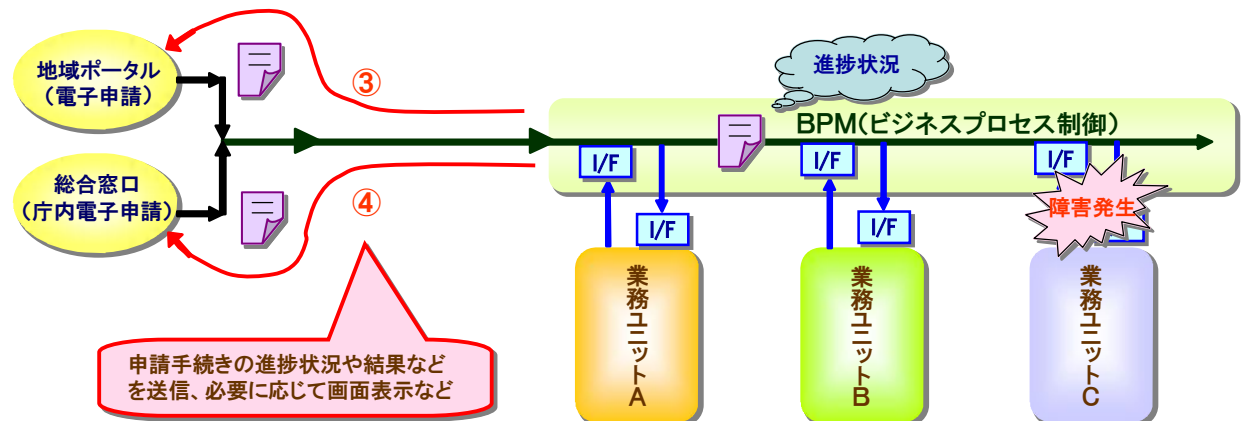 地域ポータル
（電子申請）
③
進捗状況
BPM（ビジネスプロセス制御）
I/F
I/F
I/F
総合窓口
（庁内電子申請）
④
障害発生
I/F
I/F
業務ユニットA
業務ユニットB
業務ユニットC
申請手続きの進捗状況や結果など
を送信、必要に応じて画面表示など